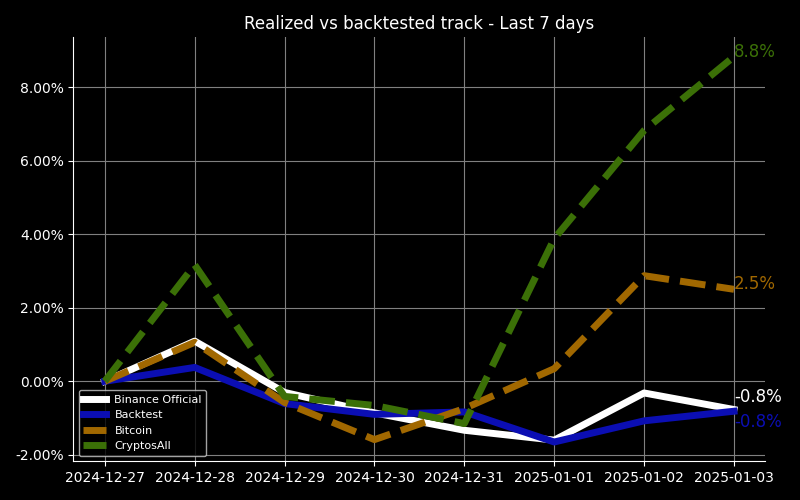 Realized vs backtested track - Last 7 days
8.8%
8.00%
6.00%
4.00%
2.5%
2.00%
0.00%
-0.8%
-0.8%
Binance Official
Backtest
Bitcoin
CryptosAll
-2.00%
2024-12-27 2024-12-28 2024-12-29 2024-12-30 2024-12-31 2025-01-01 2025-01-02 2025-01-03